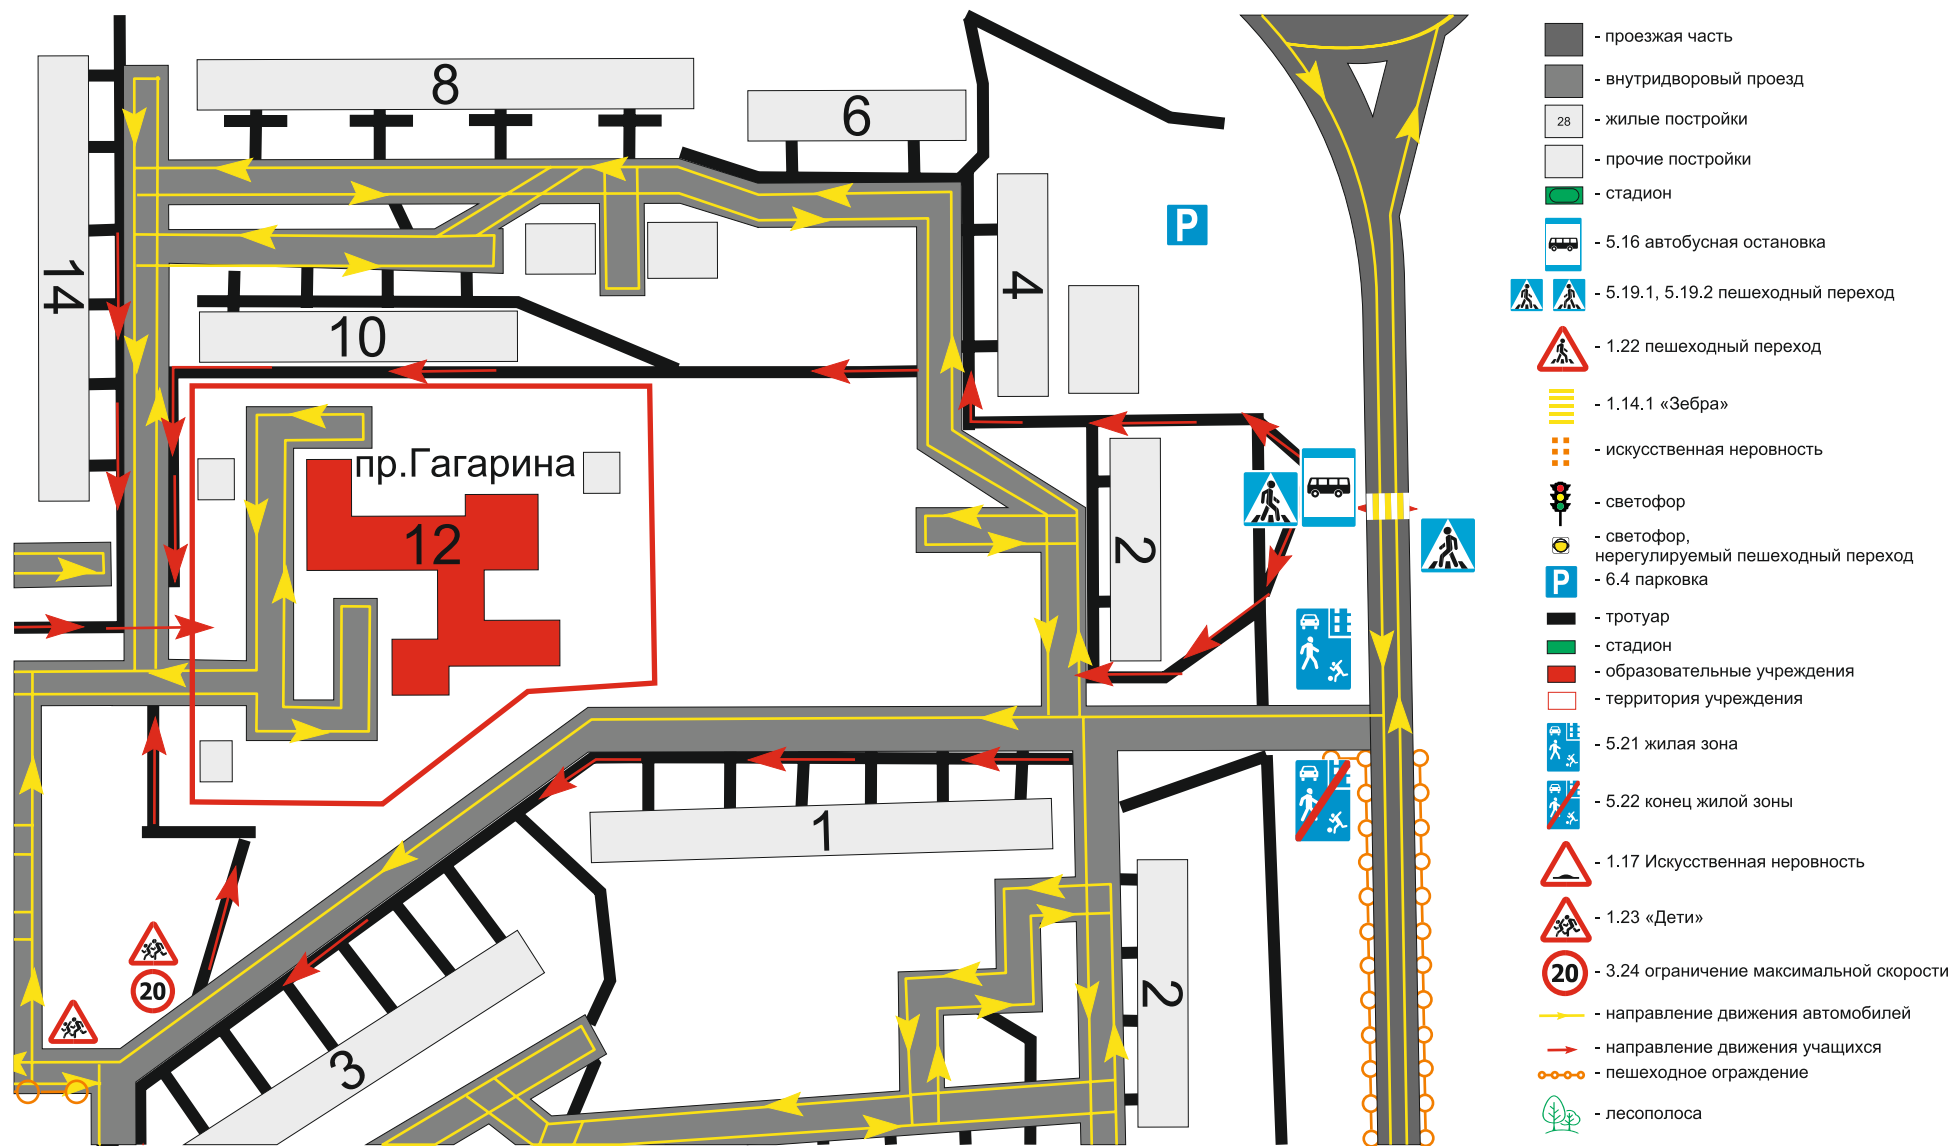 8
6
14
4
10
P
пр.Гагарина
12
2
1
2
3
20
- проезжая часть
- внутридворовый проезд
28
- жилые постройки
- прочие постройки
- стадион
- 5.16 автобусная остановка
- 5.19.1, 5.19.2 пешеходный переход
- 1.22 пешеходный переход
- 1.14.1 «Зебра»
- искусственная неровность
- светофор
- светофор,
нерегулируемый пешеходный переход
P
- 6.4 парковка
- тротуар
- стадион
- образовательные учреждения
- территория учреждения
- 5.21 жилая зона
- 5.22 конец жилой зоны
- 1.17 Искусственная неровность
- 1.23 «Дети»
20
- 3.24 ограничение максимальной скорости
- направление движения автомобилей
- направление движения учащихся
- пешеходное ограждение
- лесополоса